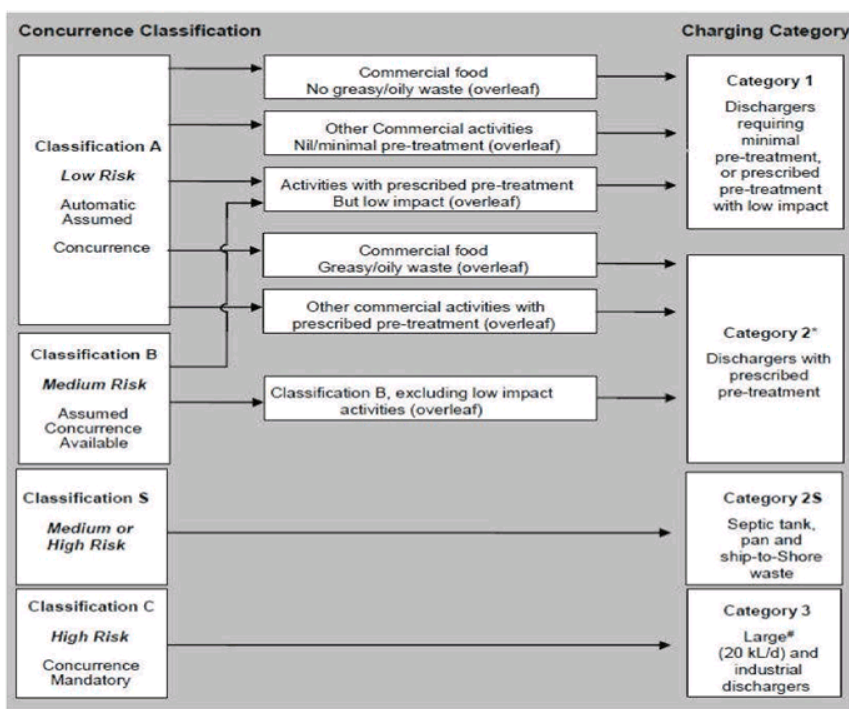 Concurrence Classification
Charging Category
Classification A
Low Risk
Automatic
Assumed
Concurrence
Commercial food
No greasy/oily waste (overleaf)
Other Commercial activities
Nil/minimal pre-treatment (overleaf)
Activities with prescribed pre-treatment
But low impact (overleaf)
Commercial food
Greasy/oily waste (overleaf)
Other commercial activities with
prescribed pre-treatment (overleaf)
Category 1
Dischargers
requiring
minimal
pre-treatment,
or prescribed
pre-treatment
with low impact
Classification B
Medium Risk
Assumed
Concurrence
Available
Classification B, excluding low impact
activities (overleaf)
Category 2*
Dischargers with
prescribed
pre-treatment
Classification S
Medium or
High Risk
Category 2S
Septic tank,
pan and
ship-to-Shore
waste
Classification C
High Risk
Concurrence
Mandatory
Category 3
Large#
(20 kL/d) and
industrial
dischargers